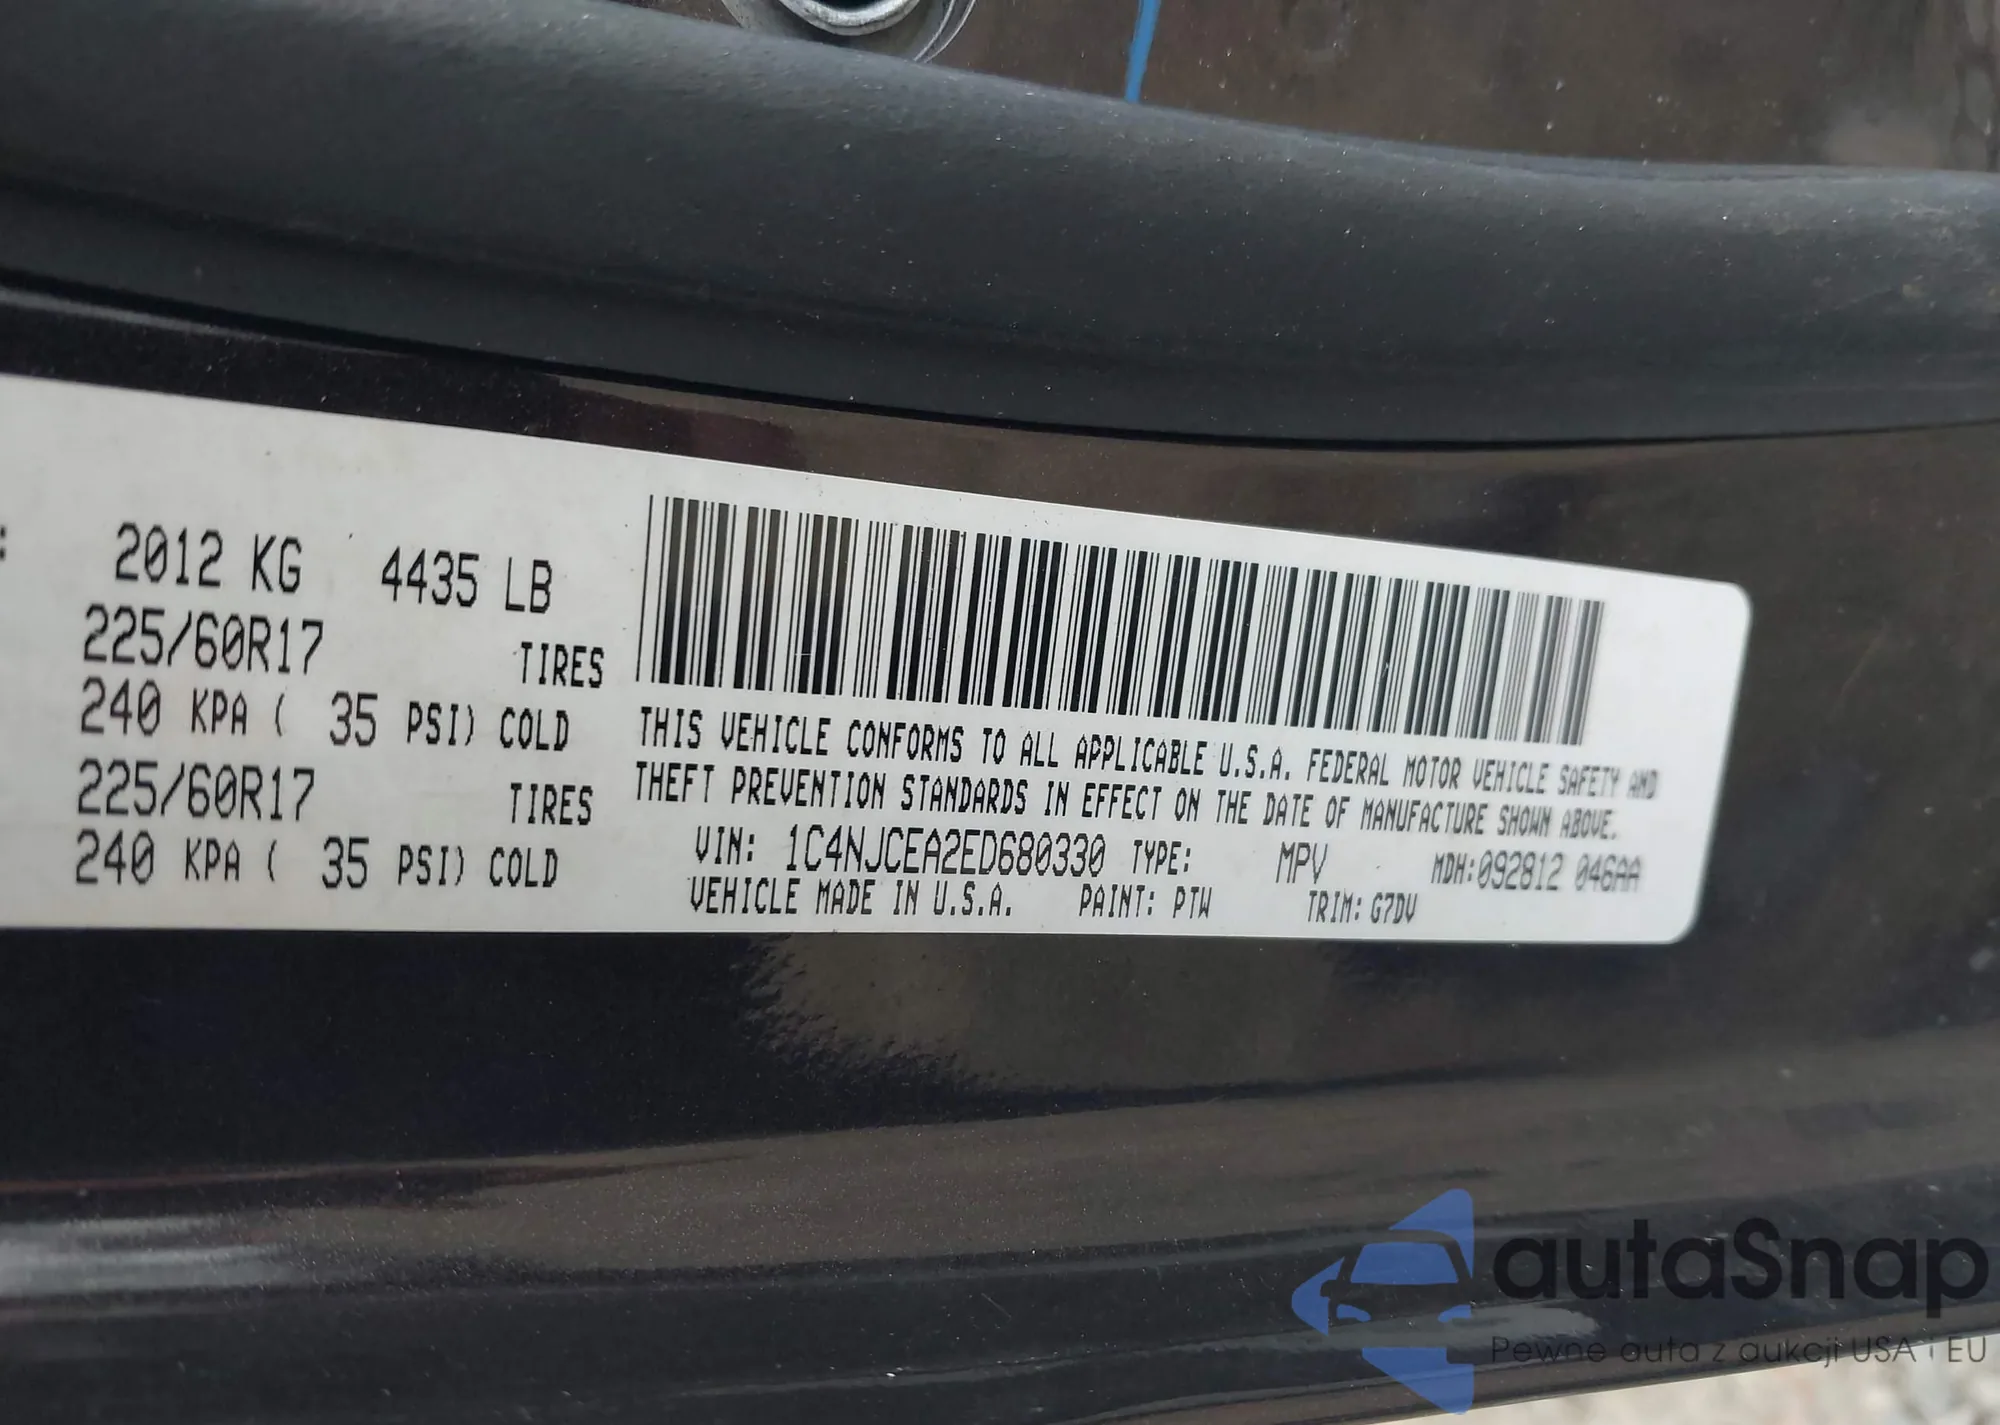 : 2012 KG 4435 LB
225/60R17 TIRES
240 KPA ( 35 PSI) COLD
225/60R17 TIRES
240 KPA ( 35 PSI) COLD
THIS VEHICLE CONFORMS TO ALL APPLICABLE U.S.A. FEDERAL MOTOR VEHICLE SAFETY AND
THEFT PREVENTION STANDARDS IN EFFECT ON THE DATE OF MANUFACTURE SHOWN ABOVE.
VIN: 1C4NJCEA2ED680330 TYPE: MPV MDH:092812 046AA
VEHICLE MADE IN U.S.A. PAINT: PTW TRIM: G7DV
autaSnap
Pewne auta z aukcji USA i EU